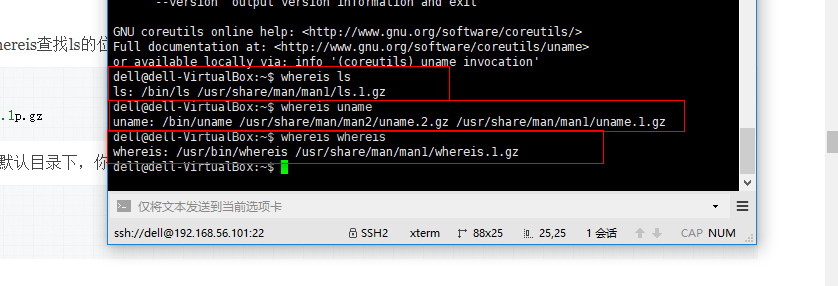 --version  output version information and exit
GNU coreutils online help: <http://www.gnu.org/software/coreutils/>
Full documentation at: <http://www.gnu.org/software/coreutils/uname>
or available locally via: info '(coreutils) uname invocation'
dell@dell-VirtualBox:~$ whereis ls
ls: /bin/ls /usr/share/man/man1/ls.1.gz
dell@dell-VirtualBox:~$ whereis uname
uname: /bin/uname /usr/share/man/man2/uname.2.gz /usr/share/man/man1/uname.1.gz
dell@dell-VirtualBox:~$ whereis whereis
whereis: /usr/bin/whereis /usr/share/man/man1/whereis.1.gz
dell@dell-VirtualBox:~$
仅将文本发送到当前选项卡
ssh://dell@192.168.56.101:22 SSH2 xterm 88x25 25,25 1 会话 CAP NUM
hereis查找ls的位
.1p.gz
默认目录下，你